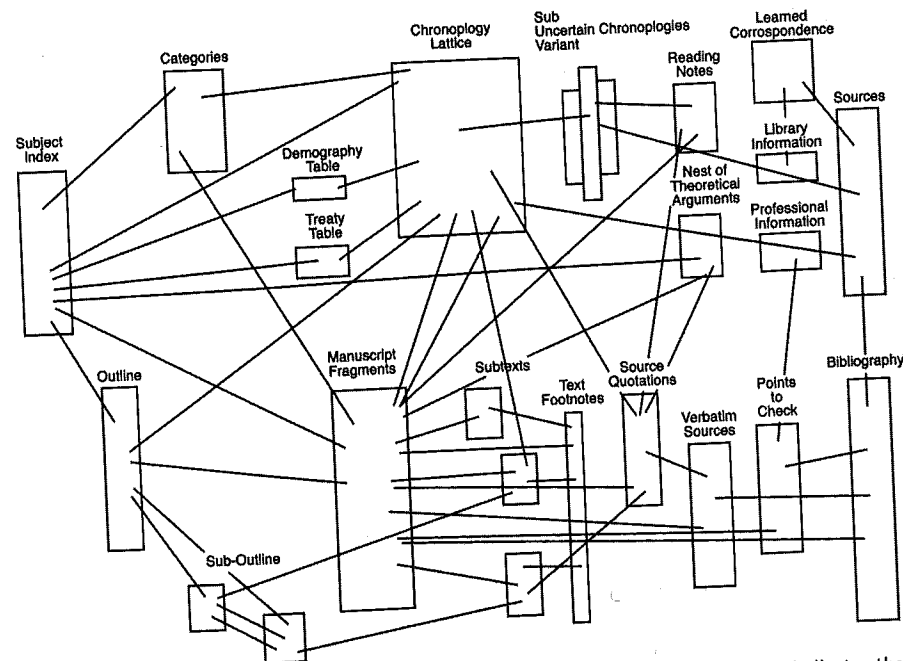 Chronoplogy
Lattice
Sub
Uncertain Chronoplogies
Variant
Learned
Corrospondence
Categories
Reading
Notes
Sources
Subject
Index
Demography
Table
Library
Information
Nest of
Theoretical
Arguments
Treaty
Table
Professional
Information
Outline
Manuscript
Fragments
Subtexts
Text
Footnotes
Source
Quotations
Verbatim
Sources
Points
to
Check
Bibliography
Sub-Outline